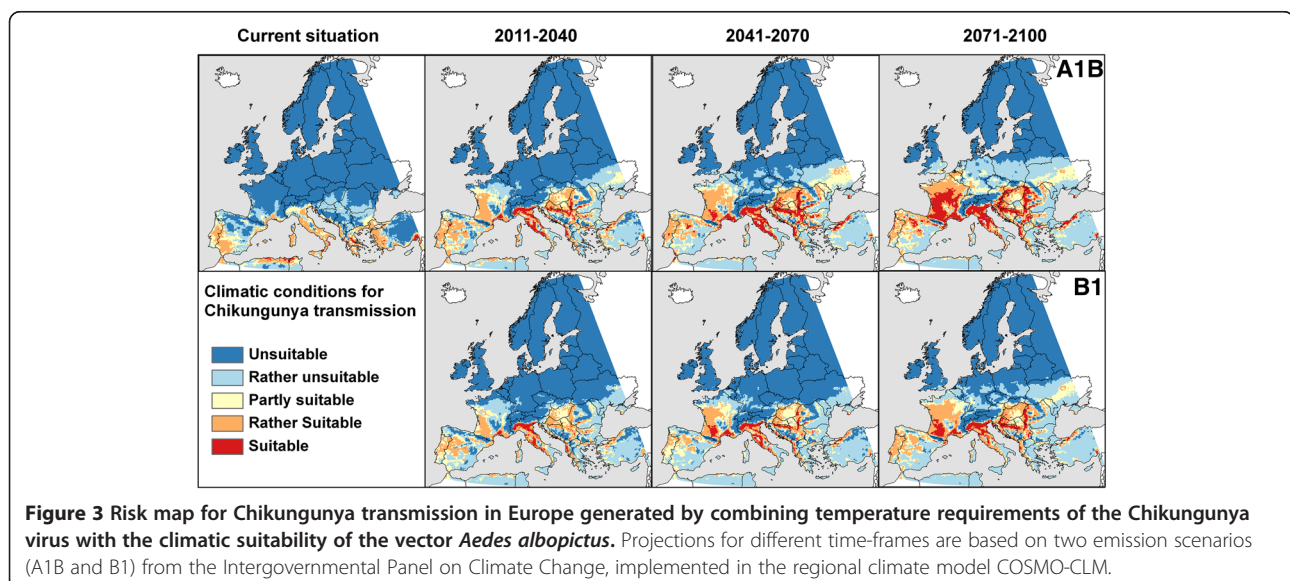 Current situation
2011-2040
2041-2070
2071-2100
A1B
B1
Climatic conditions for
Chikungunya transmission
Unsuitable
Rather unsuitable
Partly suitable
Rather Suitable
Suitable
Figure 3 Risk map for Chikungunya transmission in Europe generated by combining temperature requirements of the Chikungunya
virus with the climatic suitability of the vector Aedes albopictus. Projections for different time-frames are based on two emission scenarios
(A1B and B1) from the Intergovernmental Panel on Climate Change, implemented in the regional climate model COSMO-CLM.